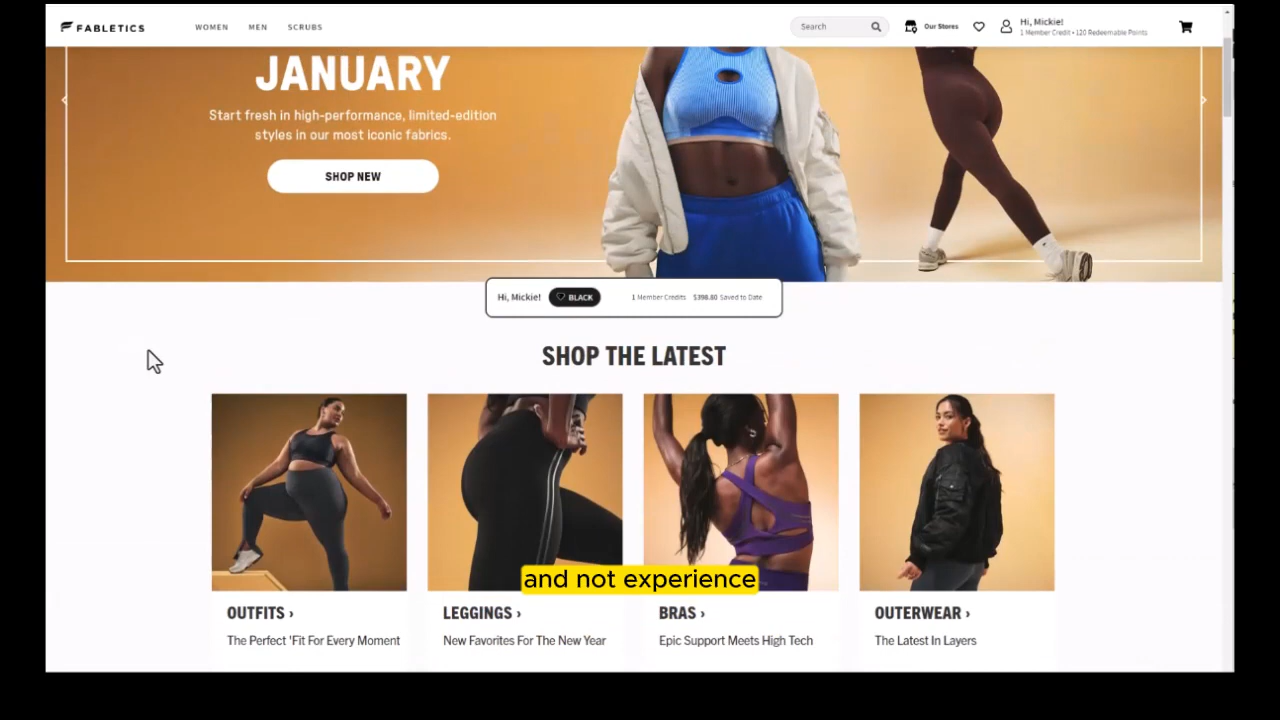 FABLETICS
WOMEN MEN SCRUBS
Search
Our Stores
Hi, Mickie!
1 Member Credit • 120 Redeemable Points
JANUARY
Start fresh in high-performance, limited-edition
styles in our most iconic fabrics.
SHOP NEW
Hi, Mickie! BLACK 1 Member Credits $398.80 Saved to Date
SHOP THE LATEST
and not experience
OUTFITS ›
The Perfect 'Fit For Every Moment
LEGGINGS ›
New Favorites For The New Year
BRAS ›
Epic Support Meets High Tech
OUTERWEAR ›
The Latest In Layers